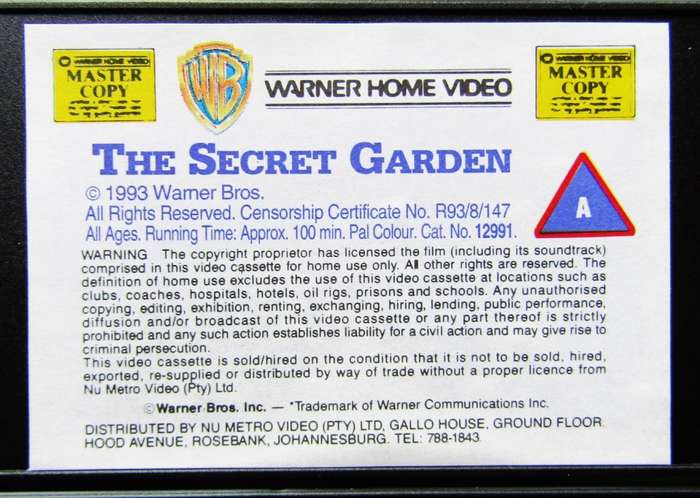 WARNER HOME VIDEO
MASTER
COPY
WB
WARNER HOME VIDEO
WARNER HOME VIDEO
MASTER
COPY
THE SECRET GARDEN
© 1993 Warner Bros.
All Rights Reserved. Censorship Certificate No. R93/8/147
All Ages. Running Time: Approx. 100 min. Pal Colour. Cat. No. 12991.
A
WARNING The copyright proprietor has licensed the film (including its soundtrack)
comprised in this video cassette for home use only. All other rights are reserved. The
definition of home use excludes the use of this video cassette at locations such as
clubs, coaches, hospitals, hotels, oil rigs, prisons and schools. Any unauthorised
copying, editing, exhibition, renting, exchanging, hiring, lending, public performance,
diffusion and/or broadcast of this video cassette or any part thereof is strictly
prohibited and any such action establishes liability for a civil action and may give rise to
criminal persecution.
This video cassette is sold/hired on the condition that it is not to be sold, hired,
exported, re-supplied or distributed by way of trade without a proper licence from
Nu Metro Video (Pty) Ltd.
©Warner Bros. Inc. — *Trademark of Warner Communications Inc.
DISTRIBUTED BY NU METRO VIDEO (PTY) LTD, GALLO HOUSE, GROUND FLOOR
HOOD AVENUE, ROSEBANK, JOHANNESBURG. TEL: 788-1843